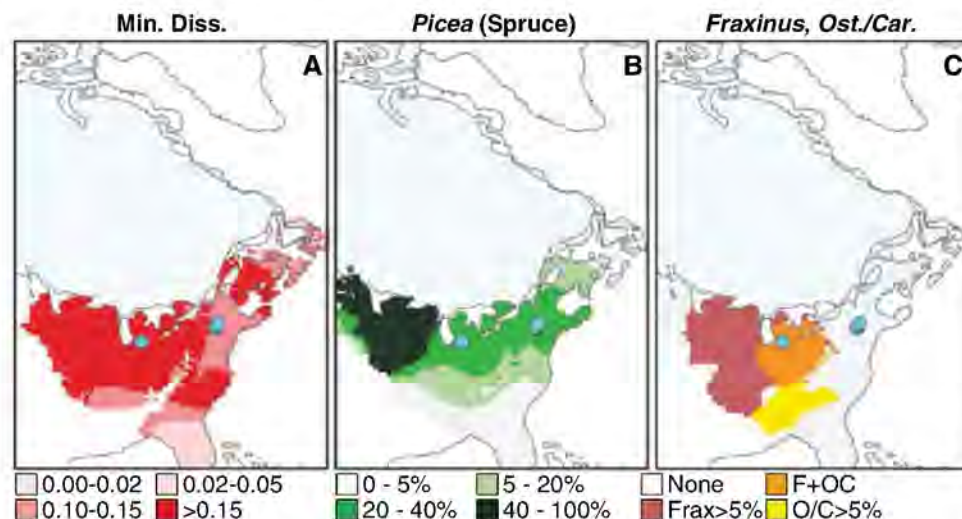 Min. Diss. Picea (Spruce) Fraxinus, Ost./Car.
A B C
0.00-0.02 0.02-0.05 0 - 5% 5 - 20% None F+OC
0.10-0.15 >0.15 20 - 40% 40 - 100% Frax>5% O/C>5%